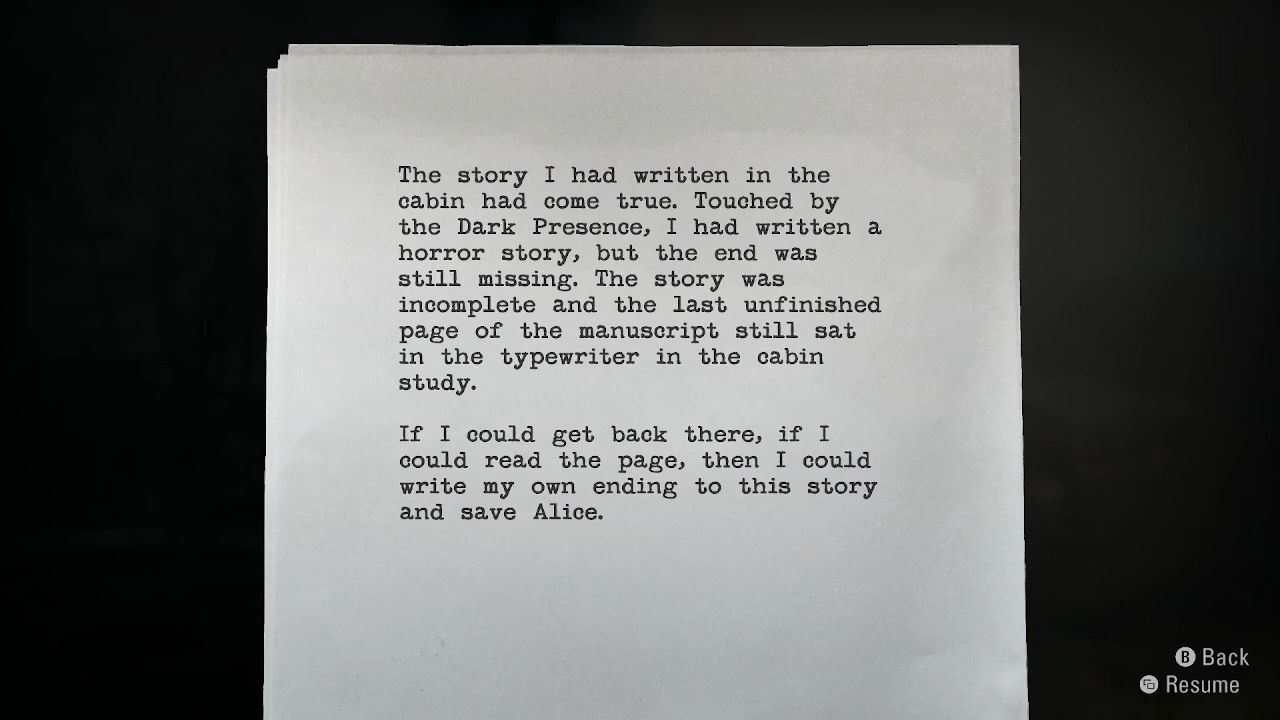 The story I had written in the
cabin had come true. Touched by
the Dark Presence, I had written a
horror story, but the end was
still missing. The story was
incomplete and the last unfinished
page of the manuscript still sat
in the typewriter in the cabin
study.
If I could get back there, if I
could read the page, then I could
write my own ending to this story
and save Alice.
B Back
Resume